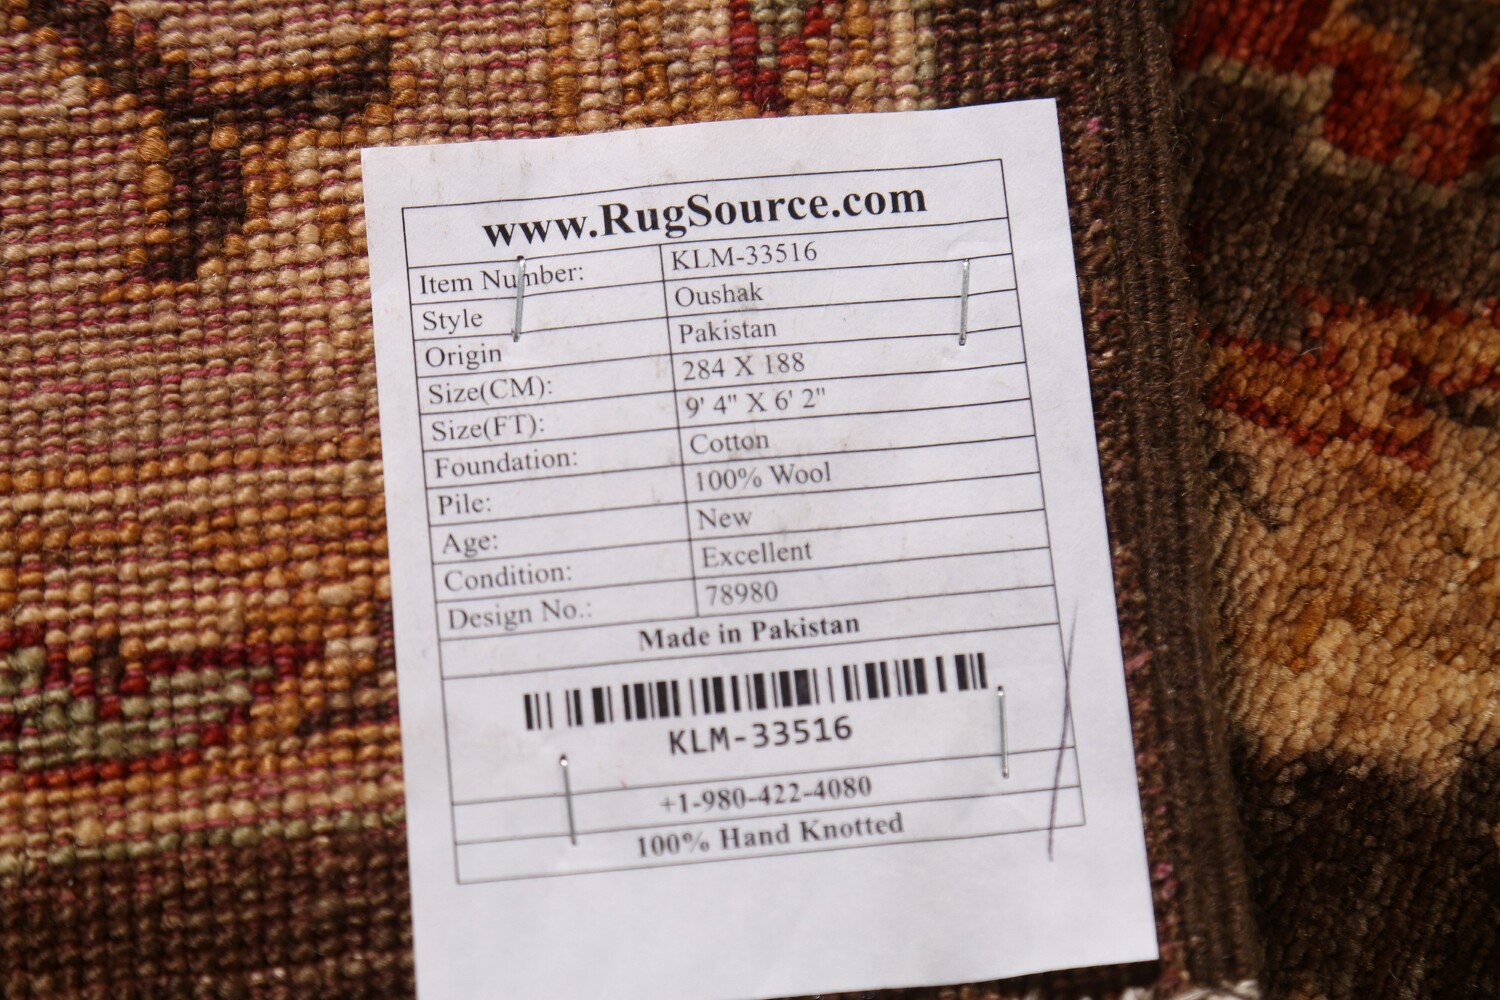 www.RugSource.com
Item Number: KLM-33516
Style Oushak
Origin Pakistan
Size(CM): 284 X 188
Size(FT): 9' 4" X 6' 2"
Foundation: Cotton
Pile: 100% Wool
Age: New
Condition: Excellent
Design No.: 78980
Made in Pakistan
KLM-33516
+1-980-422-4080
100% Hand Knotted